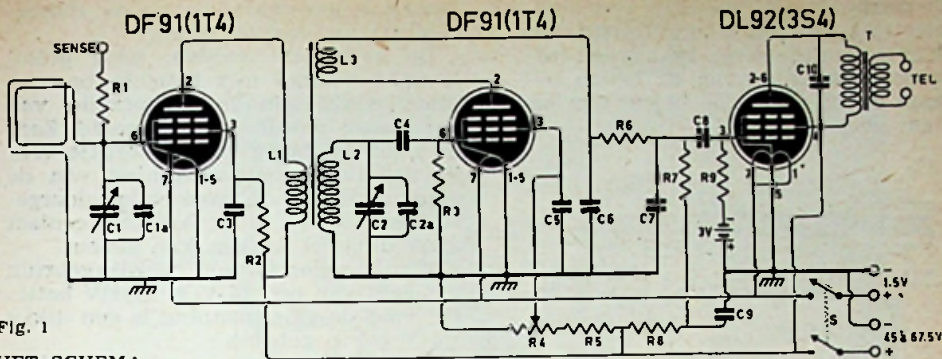 DF91(1T4) DF91(1T4) DL92(3S4)
SENSE
R1
L3
T
C10
TEL
2
2
2-6
6
3
C4
6
3
R6
C8
3
4
L1
L2
7
1-5
R3
7
1-5
R7
R9
7
1
+
5
C1
C1a
C3
R2
C2
C2a
C5
C6
C7
3V
+
-
1.5V
+
-
45 à 67.5V
+
S
R4
R5
R8
C9
Fig. 1
HET SCHEMA